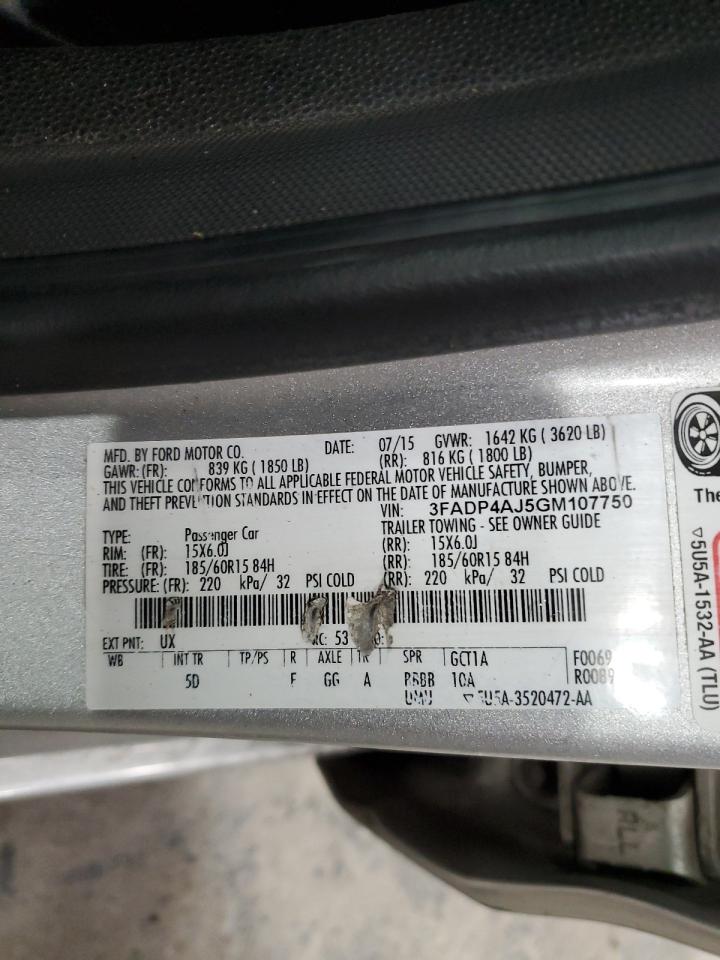 MFD. BY FORD MOTOR CO. DATE: 07/15 GVWR: 1642 KG ( 3620 LB)
GAWR: (FR): 839 KG ( 1850 LB) (RR): 816 KG ( 1800 LB)
THIS VEHICLE CONFORMS TO ALL APPLICABLE FEDERAL MOTOR VEHICLE SAFETY, BUMPER,
AND THEFT STANDARDS IN EFFECT ON THE DATE OF MANUFACTURE SHOWN ABOVE.
VIN: 3FADP4AJ5GM107750
TYPE: Passenger Car TRAILER TOWING - SEE OWNER GUIDE
RIM: (FR): 15X6.0J (RR): 15X6.0J
TIRE: (FR): 185/60R15 84H (RR): 185/60R15 84H
PRESSURE: (FR): 220 kPa/ 32 PSI COLD (RR): 220 kPa/ 32 PSI COLD
EXT PNT: UX RC: 53
WB INT TR TP/PS R AXLE TR SPR GCT1A F0069
5D F GG A BBBB 10A R0089
▽5U5A-3520472-AA
The
▽5U5A-1532-AA (TLU)
ALL